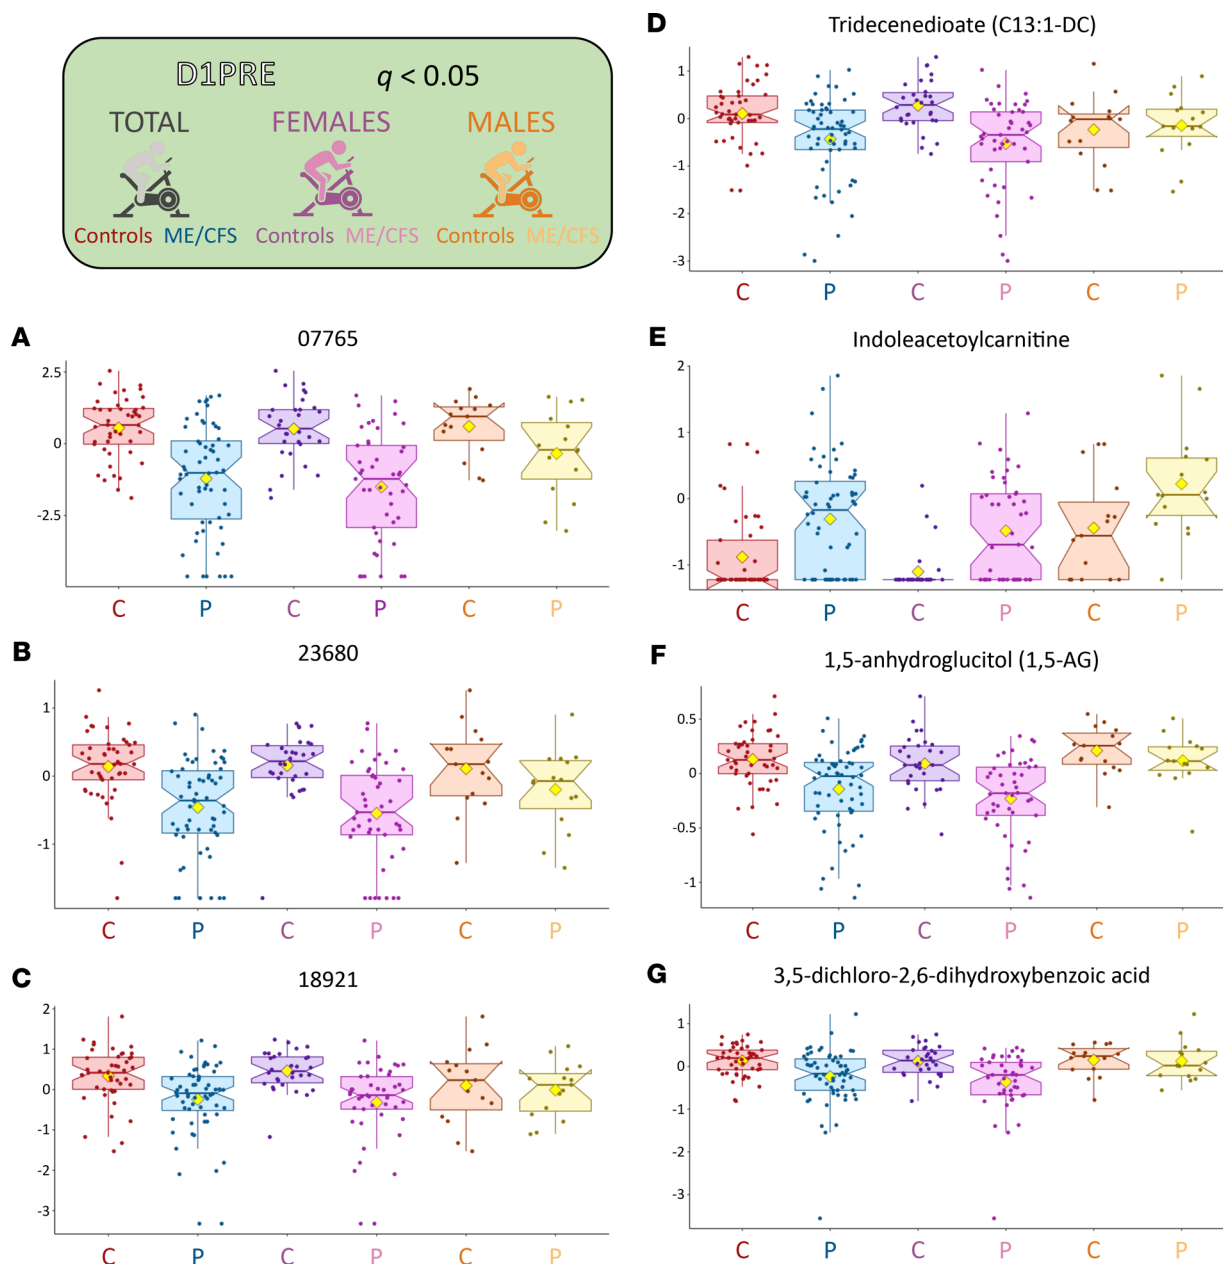 D1PRE q < 0.05
TOTAL FEMALES MALES
Controls ME/CFS Controls ME/CFS Controls ME/CFS
A 07765
2.5
0
-2.5
C P C P C P
B 23680
1
0
-1
C P C P C P
C 18921
2
1
0
-1
-2
-3
C P C P C P
D Tridecenedioate (C13:1-DC)
1
0
-1
-2
-3
C P C P C P
E Indoleacetoylcarnitine
2
1
0
-1
C P C P C P
F 1,5-anhydroglucitol (1,5-AG)
0.5
0
-0.5
-1
C P C P C P
G 3,5-dichloro-2,6-dihydroxybenzoic acid
1
0
-1
-2
-3
C P C P C P